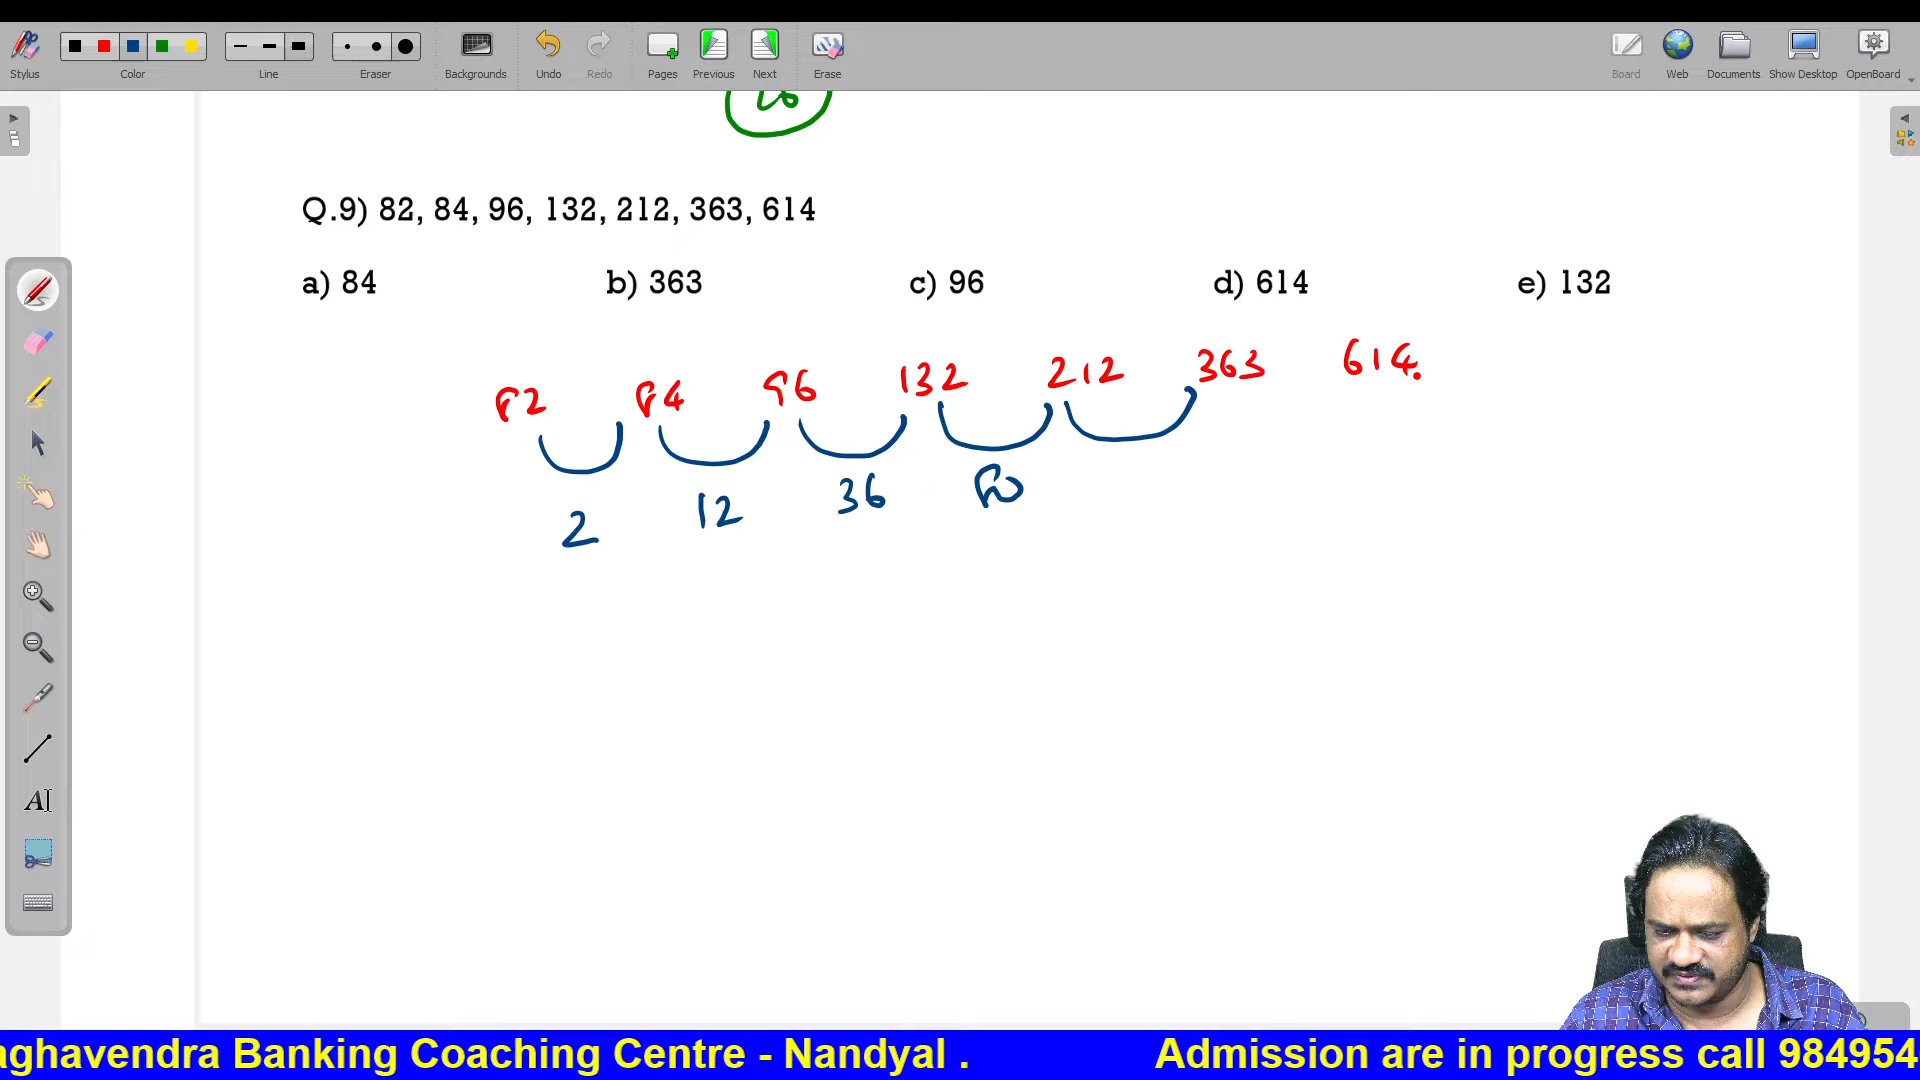 Stylus
Color
Line
Eraser
Backgrounds
Undo
Redo
Pages
Previous
Next
Erase
Board
Web
Documents
Show Desktop
OpenBoard
Q.9) 82, 84, 96, 132, 212, 363, 614
a) 84 b) 363 c) 96 d) 614 e) 132
82 84 96 132 212 363 614.
2 12 36 80
aghavendra Banking Coaching Centre - Nandyal . Admission are in progress call 984954